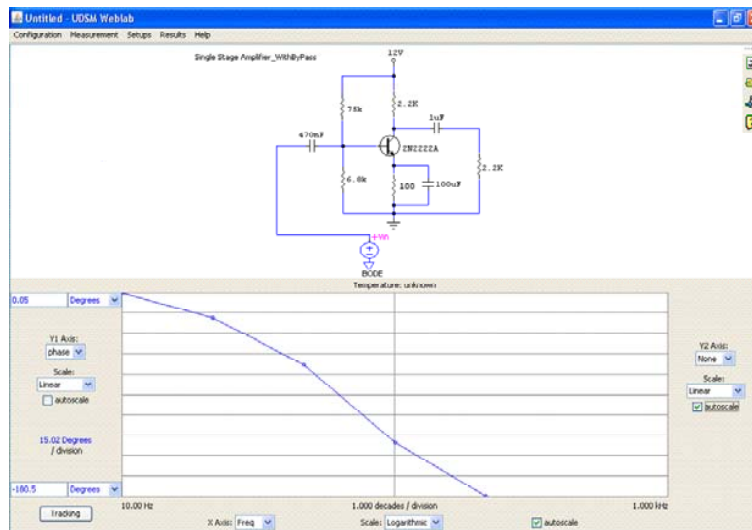 Untitled - UDSM Weblab
Configuration Measurement Setups Results Help
Single Stage Amplifier_WithByPass
12V
75k
2.2K
1uF
470nF
2N2222A
2.2K
6.8k
100
100uF
+Vin
BODE
Temperature: unknown
0.05 Degrees
Y1 Axis:
phase
Scale:
Linear
autoscale
15.02 Degrees
/ division
-180.5 Degrees
Tracking
Y2 Axis:
None
Scale:
Linear
autoscale
10.00 Hz
1.000 decades / division
1.000 kHz
X Axis: Freq
Scale: Logarithmic
autoscale